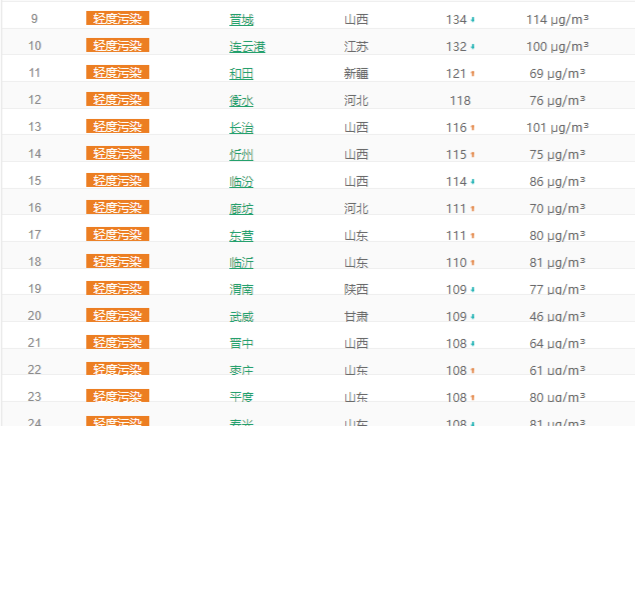 9 轻度污染 晋城 山西 134 114 μg/m³
10 轻度污染 连云港 江苏 132 100 μg/m³
11 轻度污染 和田 新疆 121 69 μg/m³
12 轻度污染 衡水 河北 118 76 μg/m³
13 轻度污染 长治 山西 116 101 μg/m³
14 轻度污染 忻州 山西 115 75 μg/m³
15 轻度污染 临汾 山西 114 86 μg/m³
16 轻度污染 廊坊 河北 111 70 μg/m³
17 轻度污染 东营 山东 111 80 μg/m³
18 轻度污染 临沂 山东 110 81 μg/m³
19 轻度污染 渭南 陕西 109 77 μg/m³
20 轻度污染 武威 甘肃 109 46 μg/m³
21 轻度污染 晋中 山西 108 64 μg/m³
22 轻度污染 枣庄 山东 108 61 μg/m³
23 轻度污染 平度 山东 108 80 μg/m³
24 轻度污染 山东 108 81 μg/m³